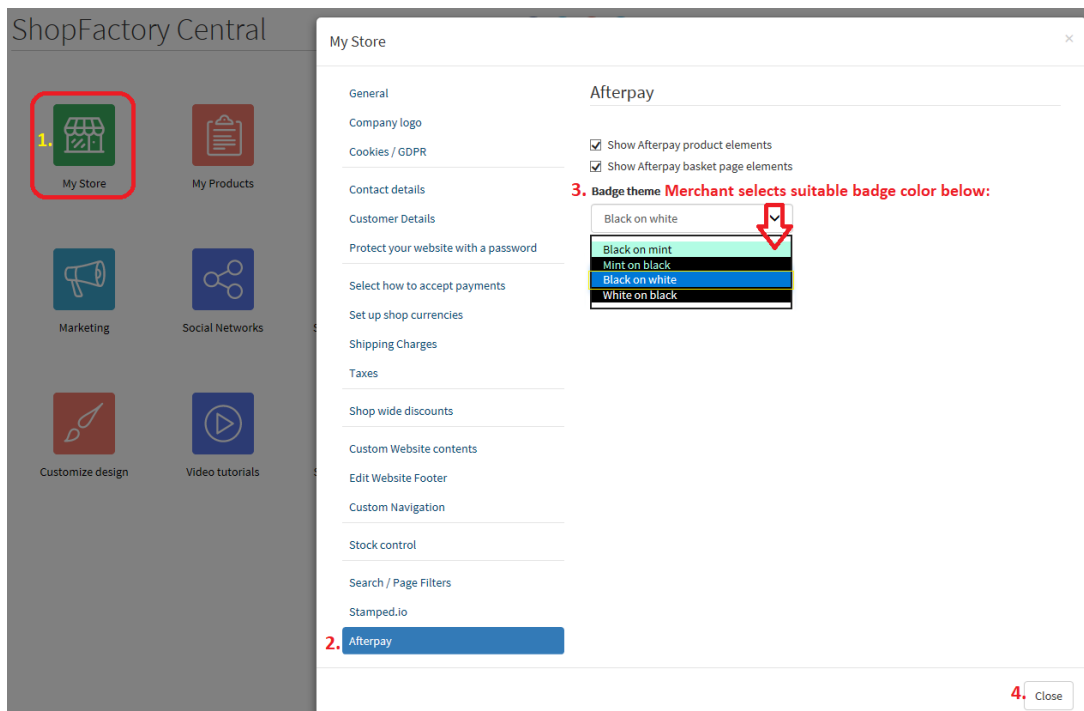 ShopFactory Central
1.
My Store
My Products
Marketing
Social Networks
S
Customize design
Video tutorials
S
My Store
×
General
Company logo
Cookies / GDPR
Contact details
Customer Details
Protect your website with a password
Select how to accept payments
Set up shop currencies
Shipping Charges
Taxes
Shop wide discounts
Custom Website contents
Edit Website Footer
Custom Navigation
Stock control
Search / Page Filters
Stamped.io
2. Afterpay
Afterpay
Show Afterpay product elements
Show Afterpay basket page elements
3. Badge theme Merchant selects suitable badge color below:
Black on white
Black on mint
Mint on black
Black on white
White on black
4. Close